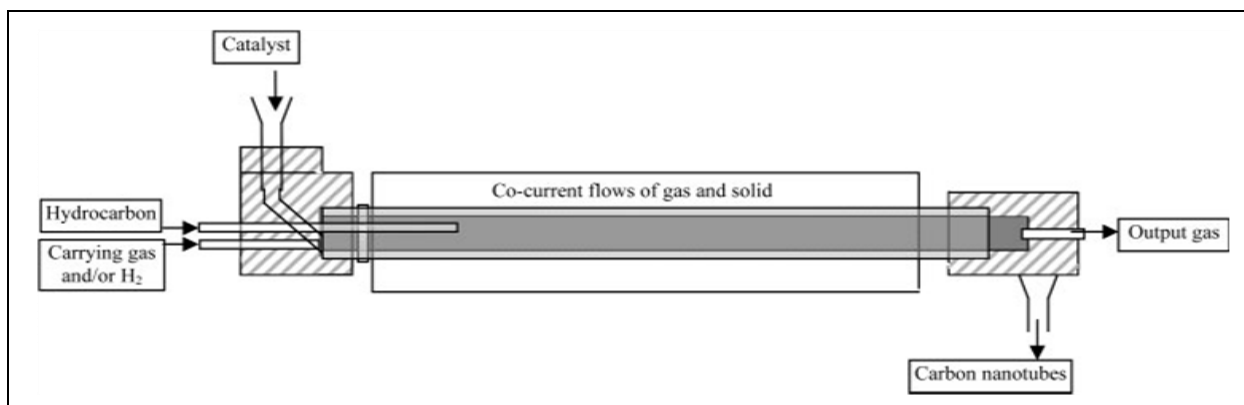 Catalyst
Co-current flows of gas and solid
Hydrocarbon
Carrying gas
and/or H₂
Output gas
Carbon nanotubes